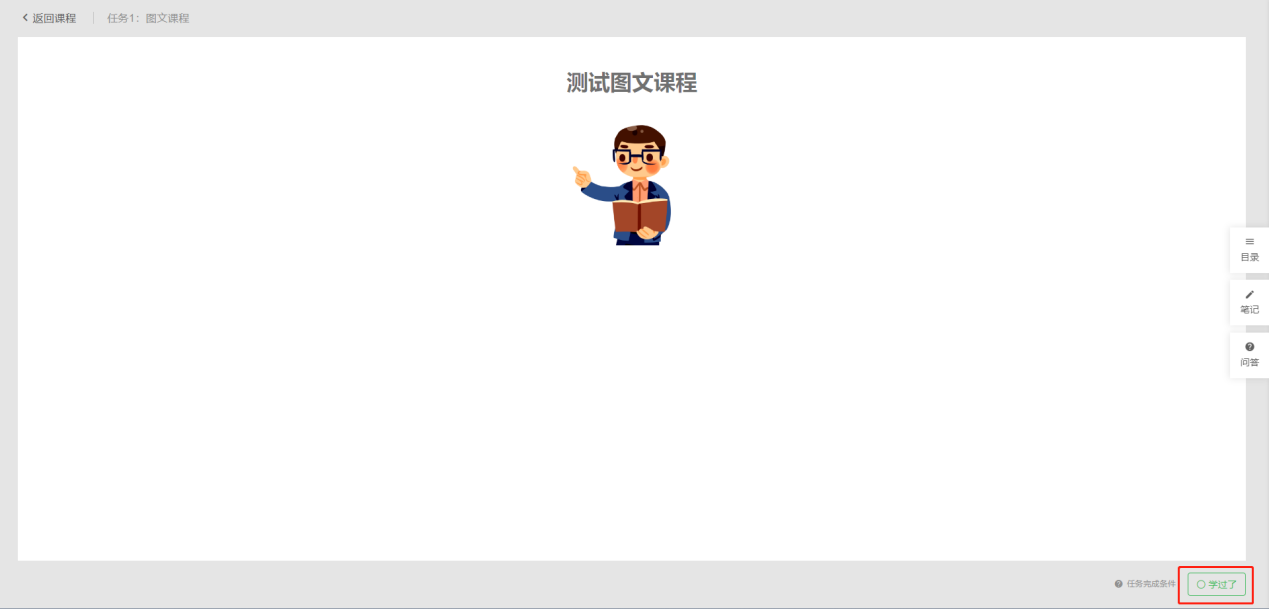 返回课程 任务1: 图文课程
测试图文课程
目录
笔记
问答
任务完成条件 学过了